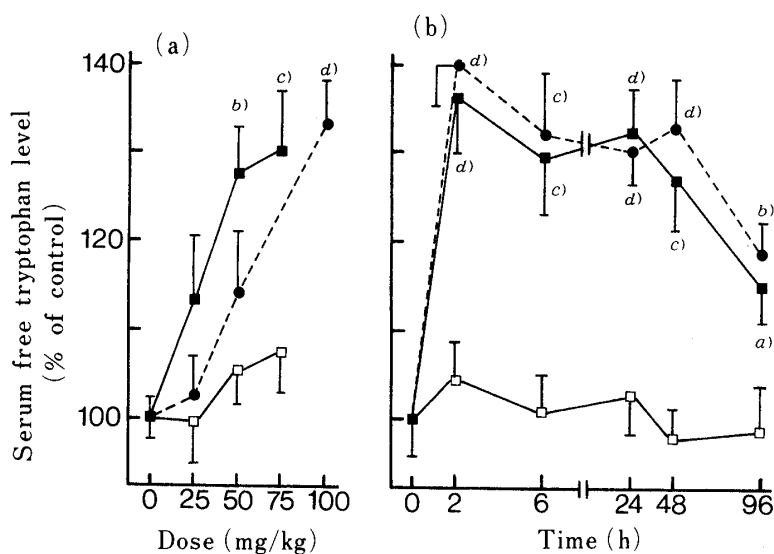 (a)
Serum free tryptophan level
(% of control)
140
120
100
b)
c)
d)
0 25 50 75 100
Dose (mg/kg)
(b)
d)
c)
d)
d)
d)
c)
d)
c)
b)
a)
0 2 6 24 48 96
Time (h)